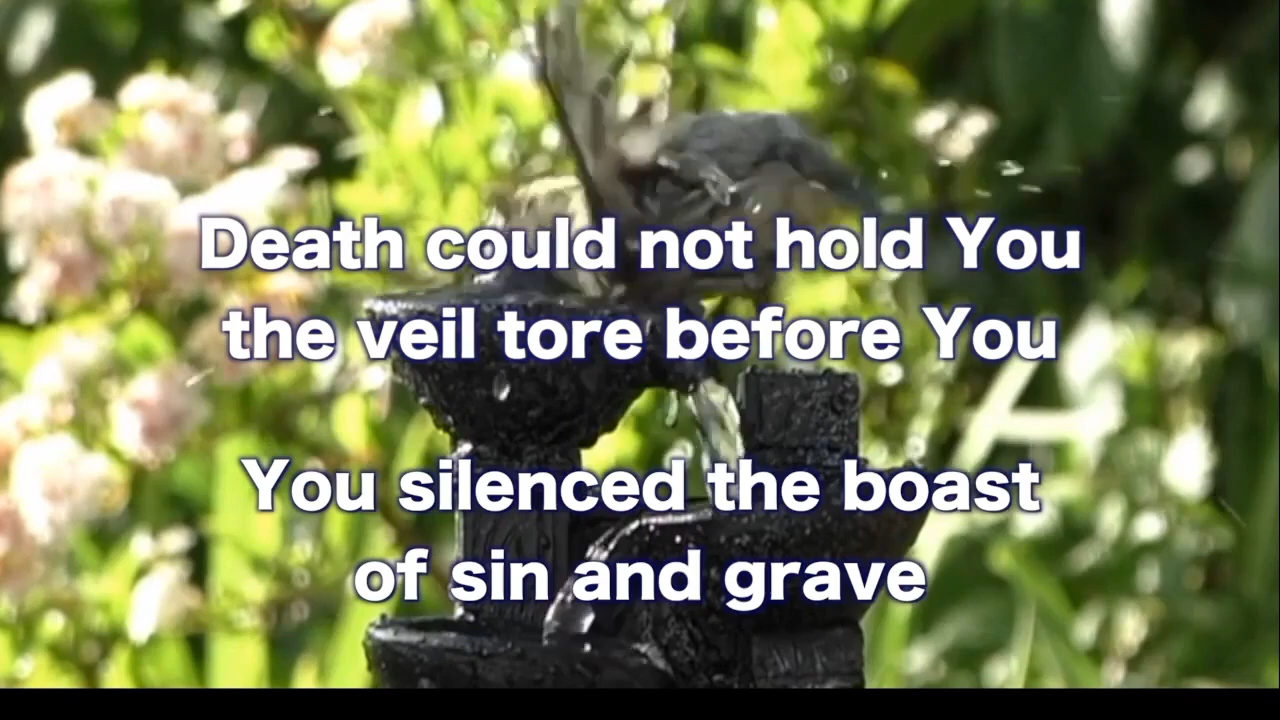 Death could not hold You
the veil tore before You
You silenced the boast
of sin and grave